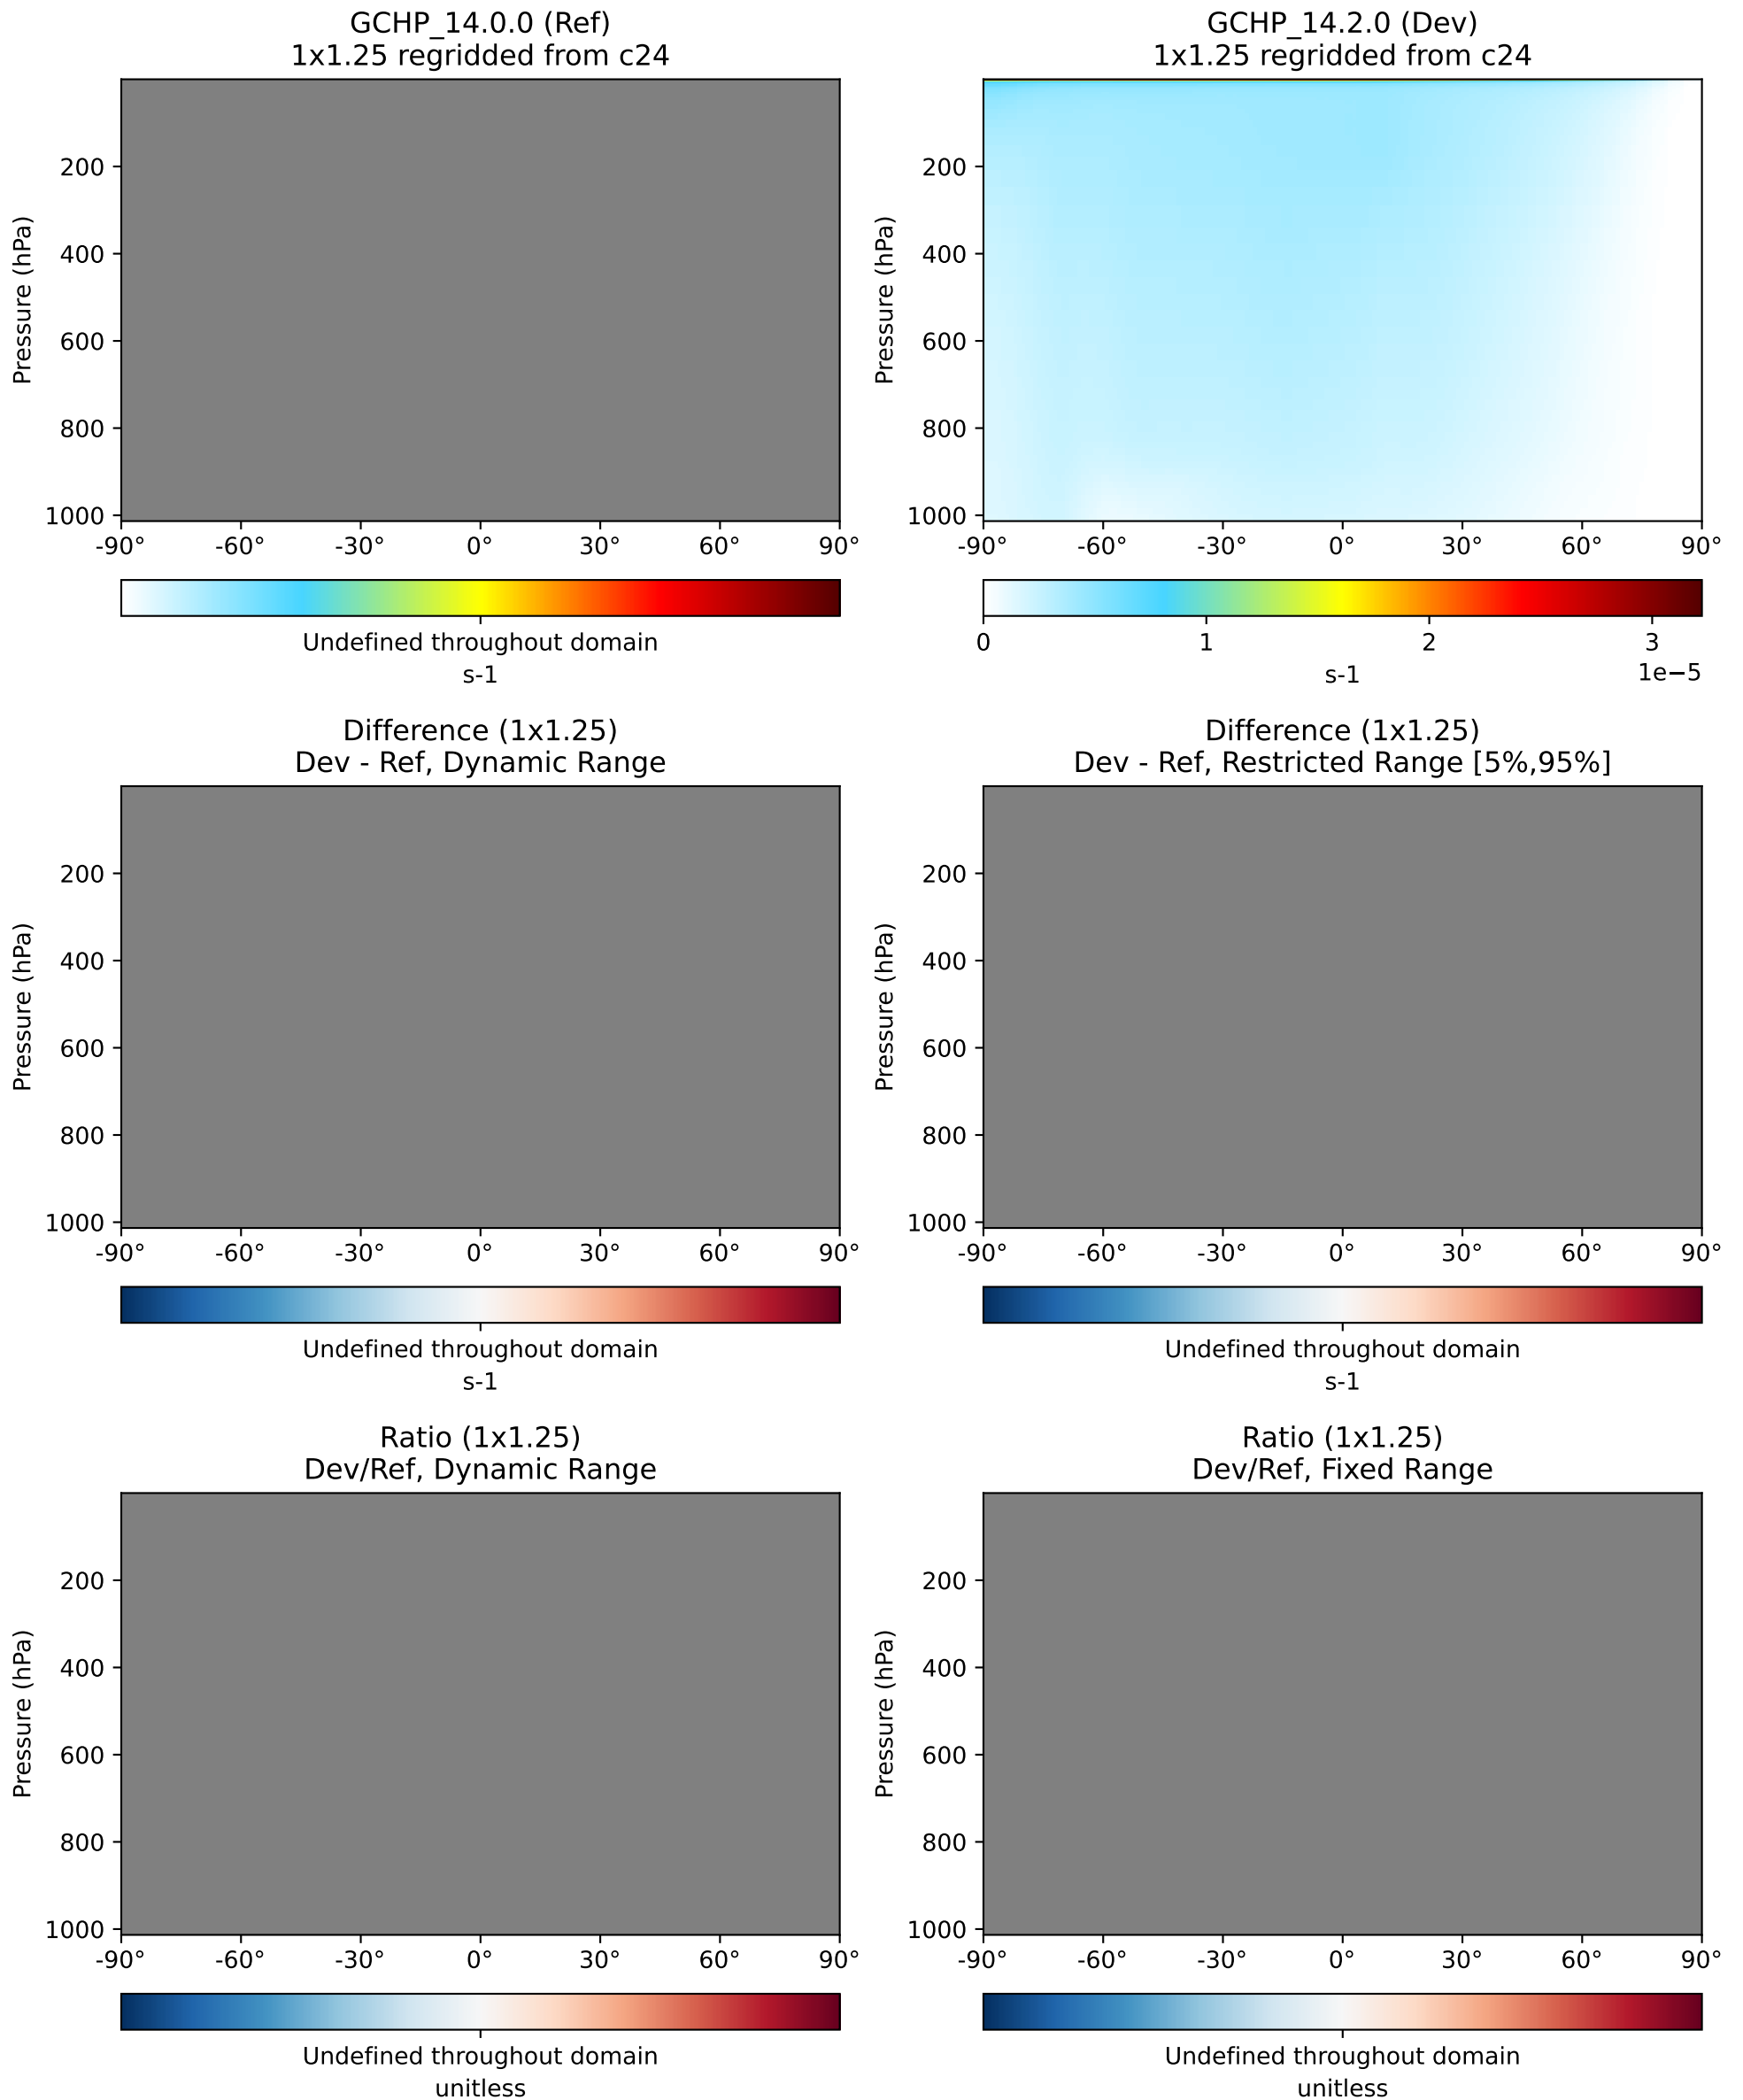 GCHP_14.0.0 (Ref)
1x1.25 regridded from c24
Pressure (hPa)
200
400
600
800
1000
-90° -60° -30° 0° 30° 60° 90°
Undefined throughout domain
s-1
GCHP_14.2.0 (Dev)
1x1.25 regridded from c24
Pressure (hPa)
200
400
600
800
1000
-90° -60° -30° 0° 30° 60° 90°
0 1 2 3
1e−5
s-1
Difference (1x1.25)
Dev - Ref, Dynamic Range
Pressure (hPa)
200
400
600
800
1000
-90° -60° -30° 0° 30° 60° 90°
Undefined throughout domain
s-1
Difference (1x1.25)
Dev - Ref, Restricted Range [5%,95%]
Pressure (hPa)
200
400
600
800
1000
-90° -60° -30° 0° 30° 60° 90°
Undefined throughout domain
s-1
Ratio (1x1.25)
Dev/Ref, Dynamic Range
Pressure (hPa)
200
400
600
800
1000
-90° -60° -30° 0° 30° 60° 90°
Undefined throughout domain
unitless
Ratio (1x1.25)
Dev/Ref, Fixed Range
Pressure (hPa)
200
400
600
800
1000
-90° -60° -30° 0° 30° 60° 90°
Undefined throughout domain
unitless